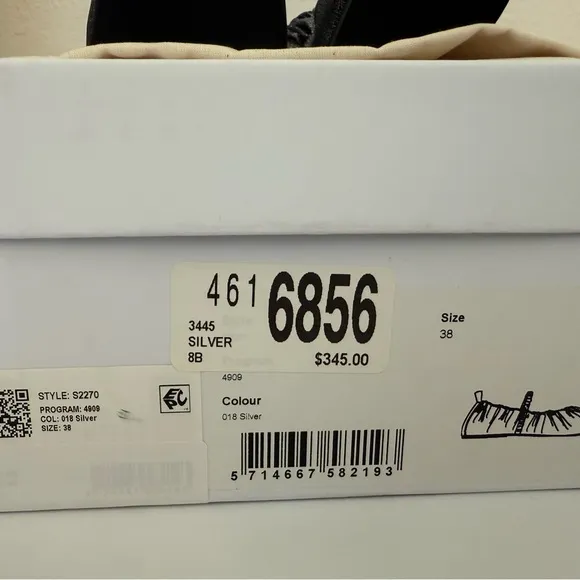 461 6856
3445
SILVER
8B
$345.00
Size
38
4909
Colour
018 Silver
5 714667 582193
STYLE: S2270
PROGRAM: 4909
COL: 018 Silver
SIZE: 38